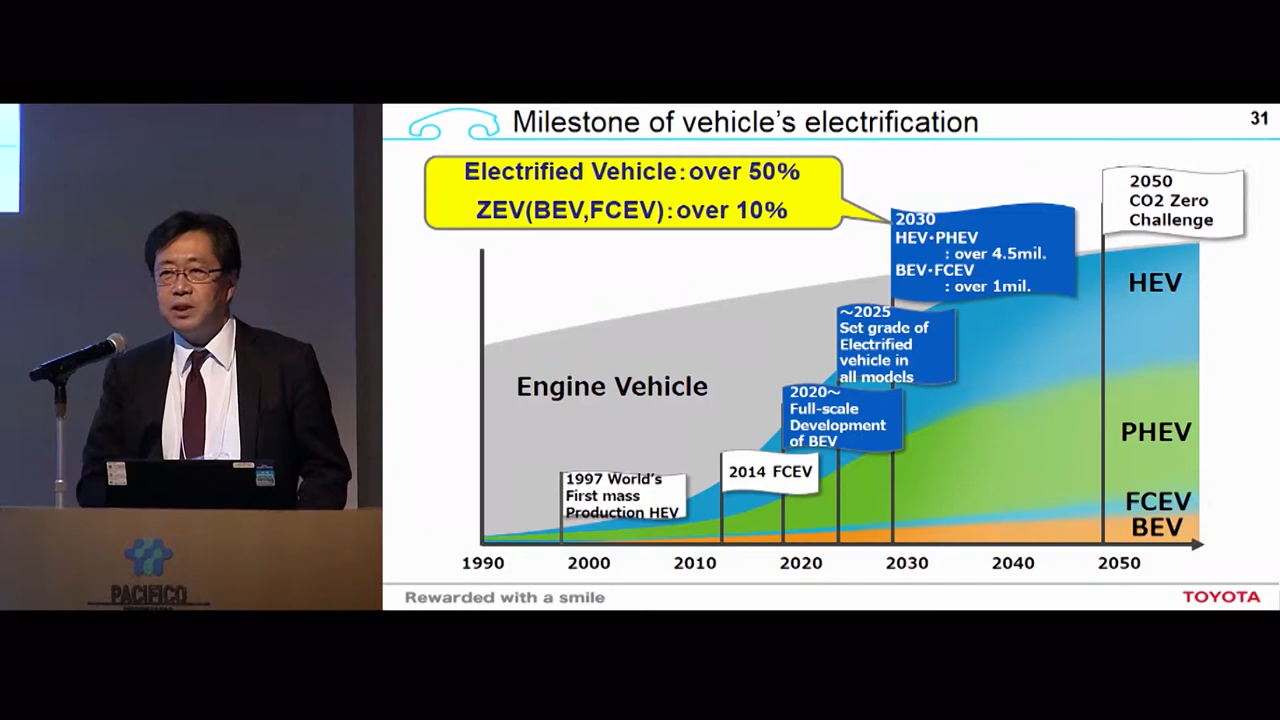 Milestone of vehicle's electrification
31
Electrified Vehicle:over 50%
ZEV(BEV,FCEV):over 10%
2050
CO2 Zero
Challenge
2030
HEV・PHEV
: over 4.5mil.
BEV・FCEV
: over 1mil.
HEV
~2025
Set grade of
Electrified
vehicle in
all models
Engine Vehicle
2020~
Full-scale
Development
of BEV
PHEV
2014 FCEV
1997 World's
First mass
Production HEV
FCEV
BEV
1990 2000 2010 2020 2030 2040 2050
Rewarded with a smile
TOYOTA
PACIFICO